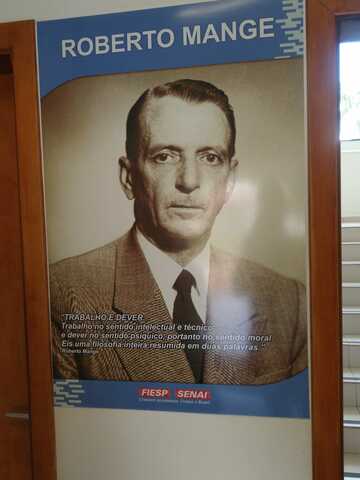 ROBERTO MANGE
"TRABALHO E DEVER
Trabalho no sentido intelectual e técnico
e dever no sentido psíquico, portanto no sentido moral
Eis uma filosofia inteira resumida em duas palavras
Roberto Mange
FIESP SENAI